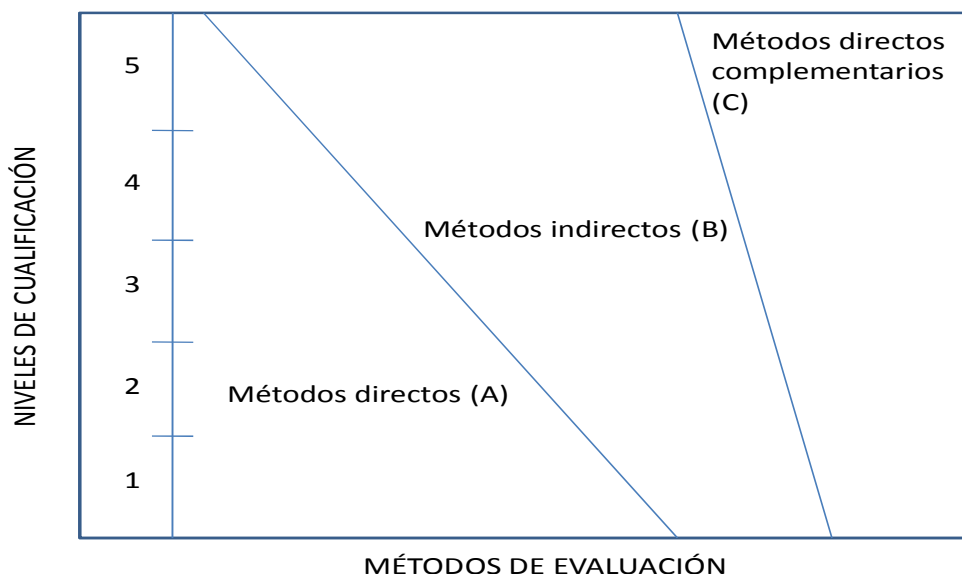 Métodos directos
complementarios
(C)
5
4
Métodos indirectos (B)
3
2
Métodos directos (A)
1
NIVELES DE CUALIFICACIÓN
MÉTODOS DE EVALUACIÓN